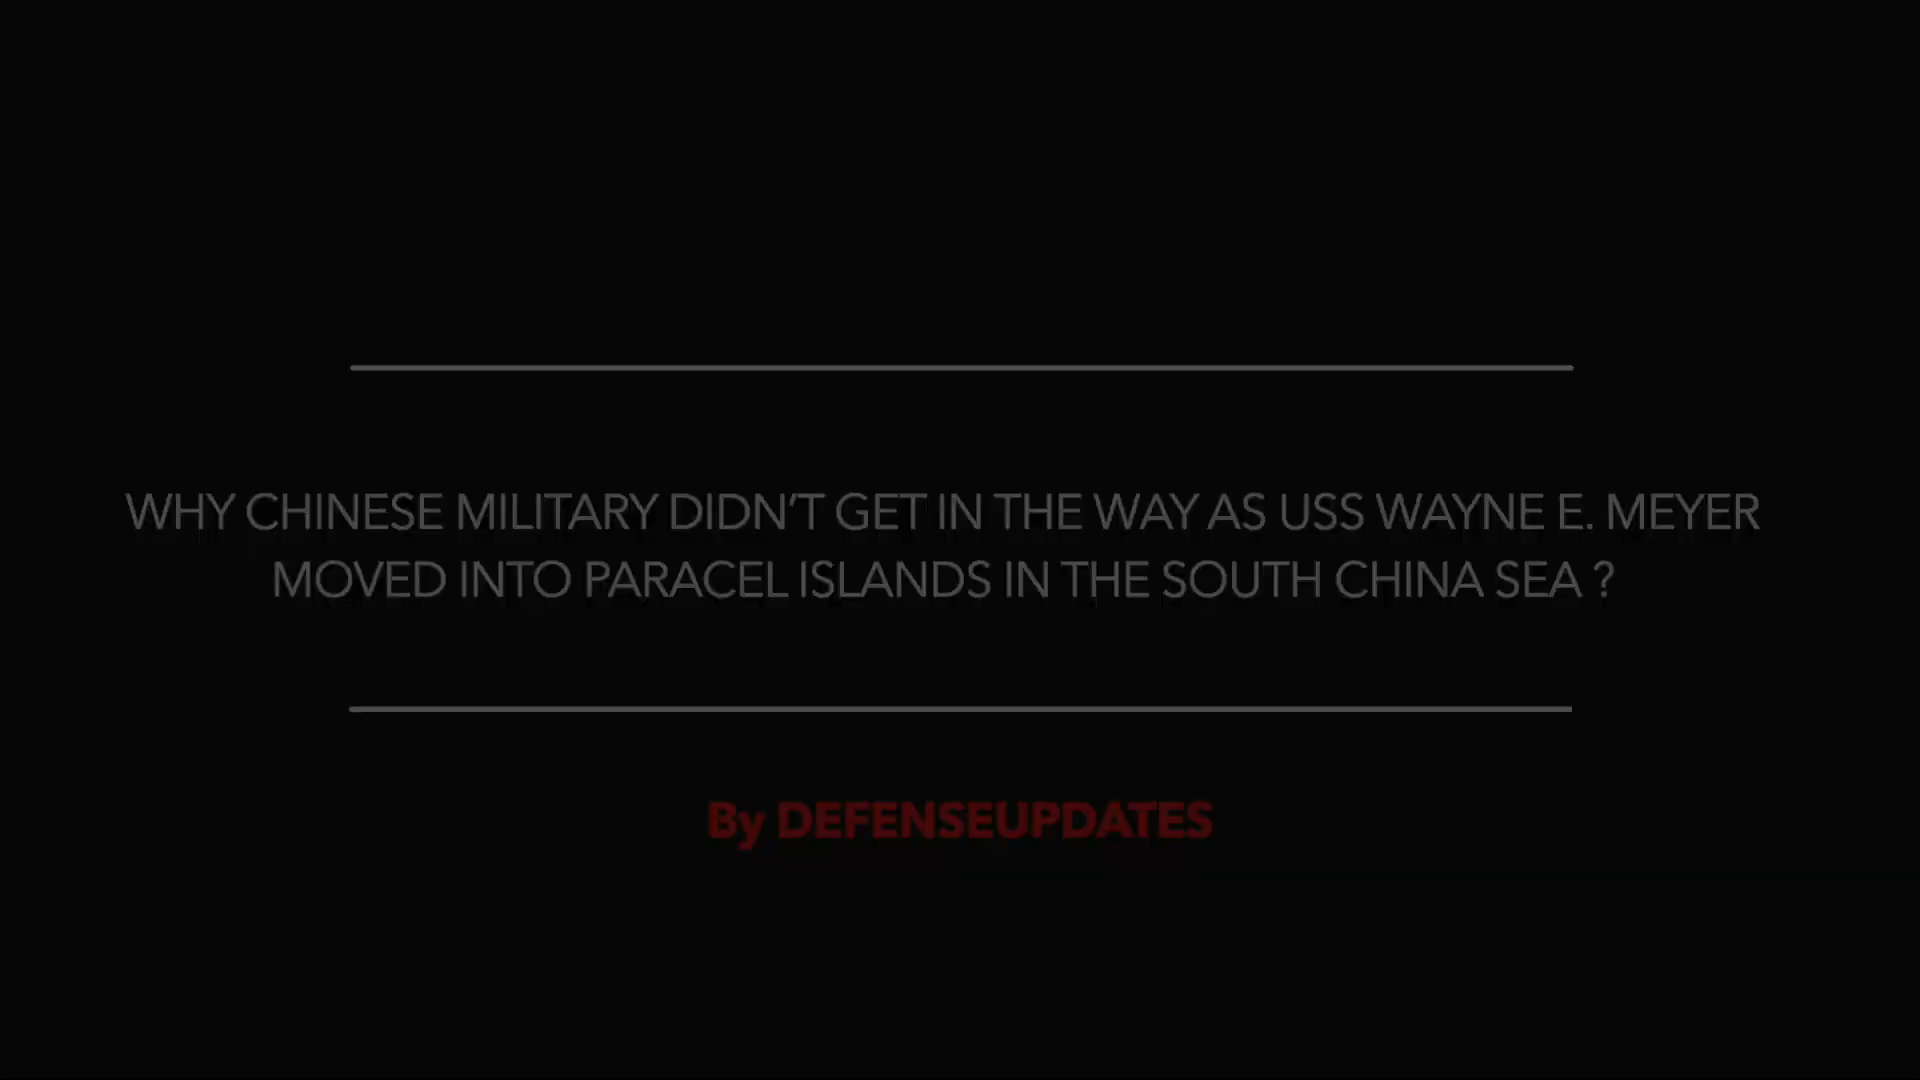 WHY CHINESE MILITARY DIDN’T GET IN THE WAY AS USS WAYNE E. MEYER
MOVED INTO PARACEL ISLANDS IN THE SOUTH CHINA SEA ?
By DEFENSEUPDATES